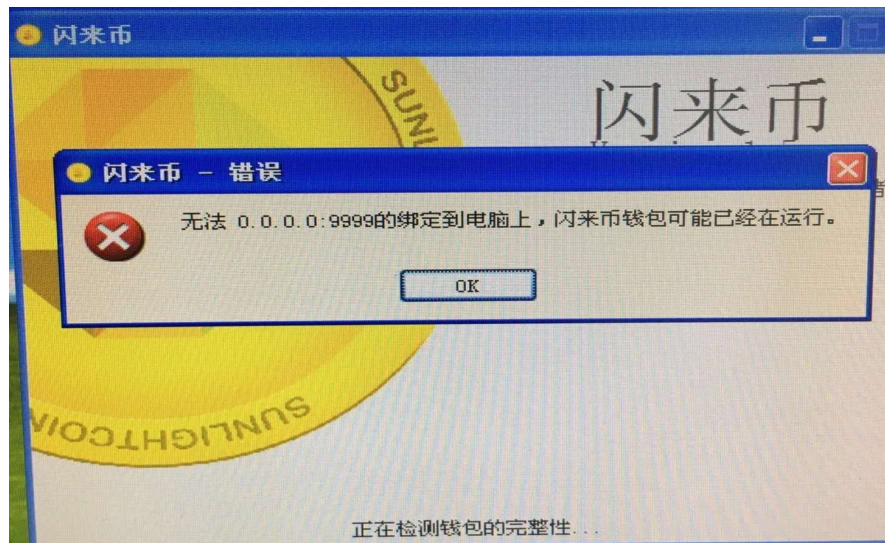 闪来币
SUNL
闪来币
闪来币 - 错误
无法 0.0.0.0:9999的绑定到电脑上，闪来币钱包可能已经在运行。
OK
SUNLIGHTCOIN
正在检测钱包的完整性...